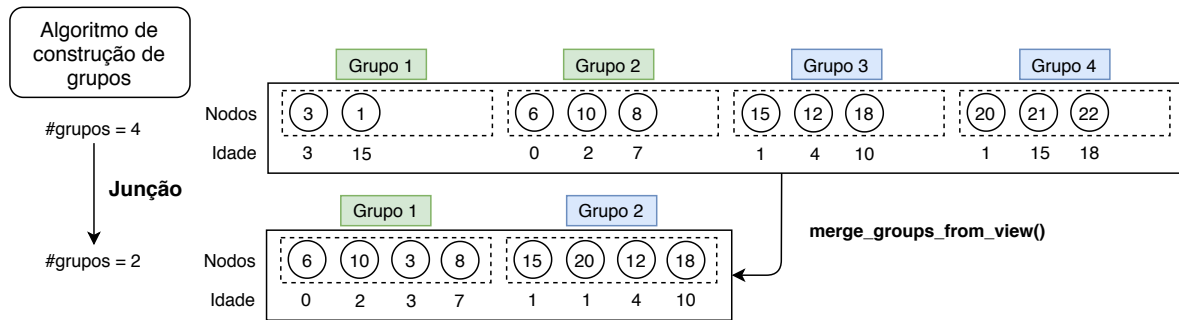 Algoritmo de
construção de
grupos
#grupos = 4
Junção
#grupos = 2
Grupo 1 Grupo 2 Grupo 3 Grupo 4
Nodos 3 1 6 10 8 15 12 18 20 21 22
Idade 3 15 0 2 7 1 4 10 1 15 18
merge_groups_from_view()
Grupo 1 Grupo 2
Nodos 6 10 3 8 15 20 12 18
Idade 0 2 3 7 1 1 4 10